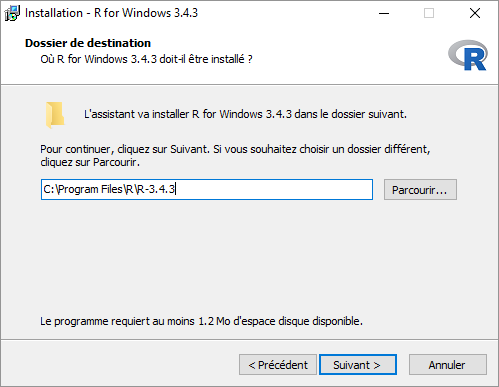 Installation - R for Windows 3.4.3
Dossier de destination
Où R for Windows 3.4.3 doit-il être installé ?
R
L'assistant va installer R for Windows 3.4.3 dans le dossier suivant.
Pour continuer, cliquez sur Suivant. Si vous souhaitez choisir un dossier différent,
cliquez sur Parcourir.
C:\Program Files\R\R-3.4.3
Parcourir...
Le programme requiert au moins 1.2 Mo d'espace disque disponible.
< Précédent
Suivant >
Annuler